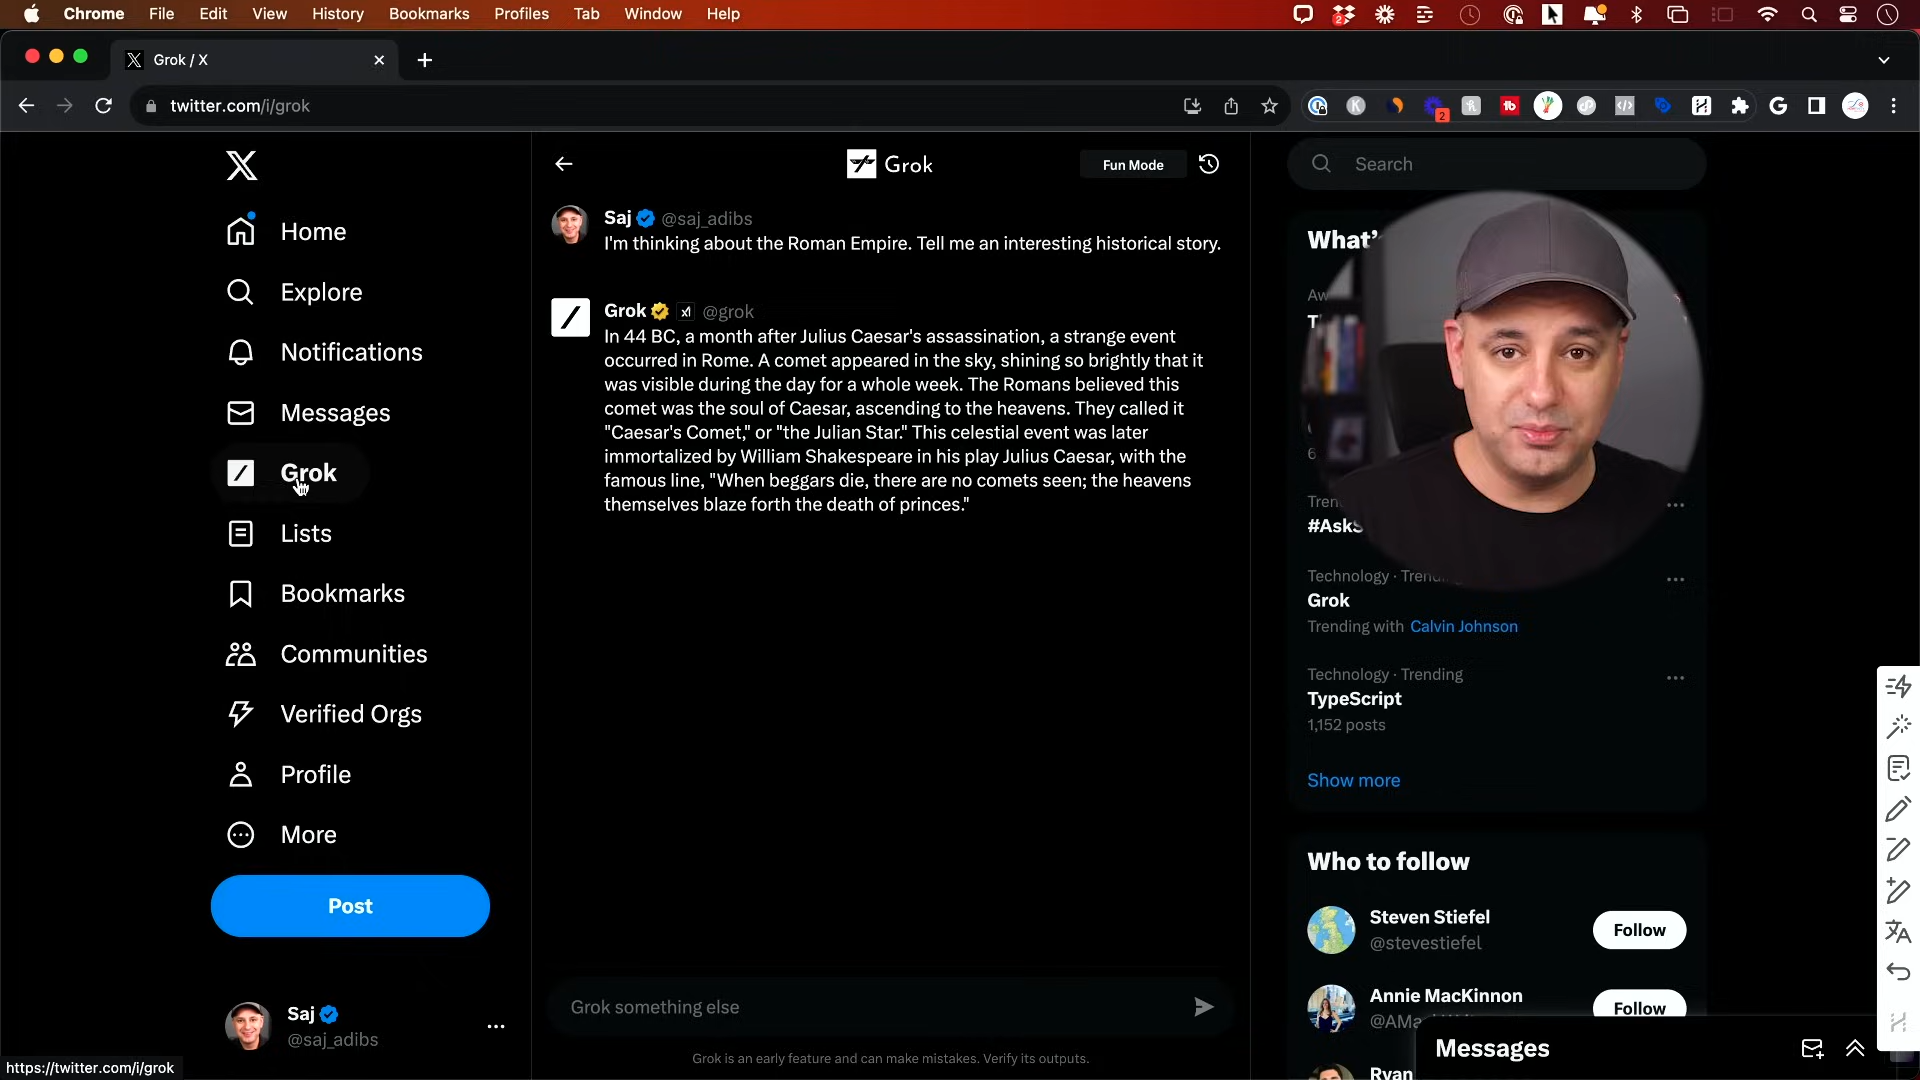 Chrome File Edit View History Bookmarks Profiles Tab Window Help
2
Grok / X
twitter.com/i/grok
2
Home
Explore
Notifications
Messages
Grok
Lists
Bookmarks
Communities
Verified Orgs
Profile
More
Post
Saj
@saj_adibs
https://twitter.com/i/grok
Grok
Fun Mode
Saj @saj_adibs
I'm thinking about the Roman Empire. Tell me an interesting historical story.
Grok xI @grok
In 44 BC, a month after Julius Caesar's assassination, a strange event
occurred in Rome. A comet appeared in the sky, shining so brightly that it
was visible during the day for a whole week. The Romans believed this
comet was the soul of Caesar, ascending to the heavens. They called it
"Caesar's Comet," or "the Julian Star." This celestial event was later
immortalized by William Shakespeare in his play Julius Caesar, with the
famous line, "When beggars die, there are no comets seen; the heavens
themselves blaze forth the death of princes."
Grok something else
Grok is an early feature and can make mistakes. Verify its outputs.
Search
What's
#AskS
Technology · Trending
Grok
Trending with Calvin Johnson
Technology · Trending
TypeScript
1,152 posts
Show more
Who to follow
Steven Stiefel
@stevestiefel
Follow
Annie MacKinnon
Follow
Ryan
Messages